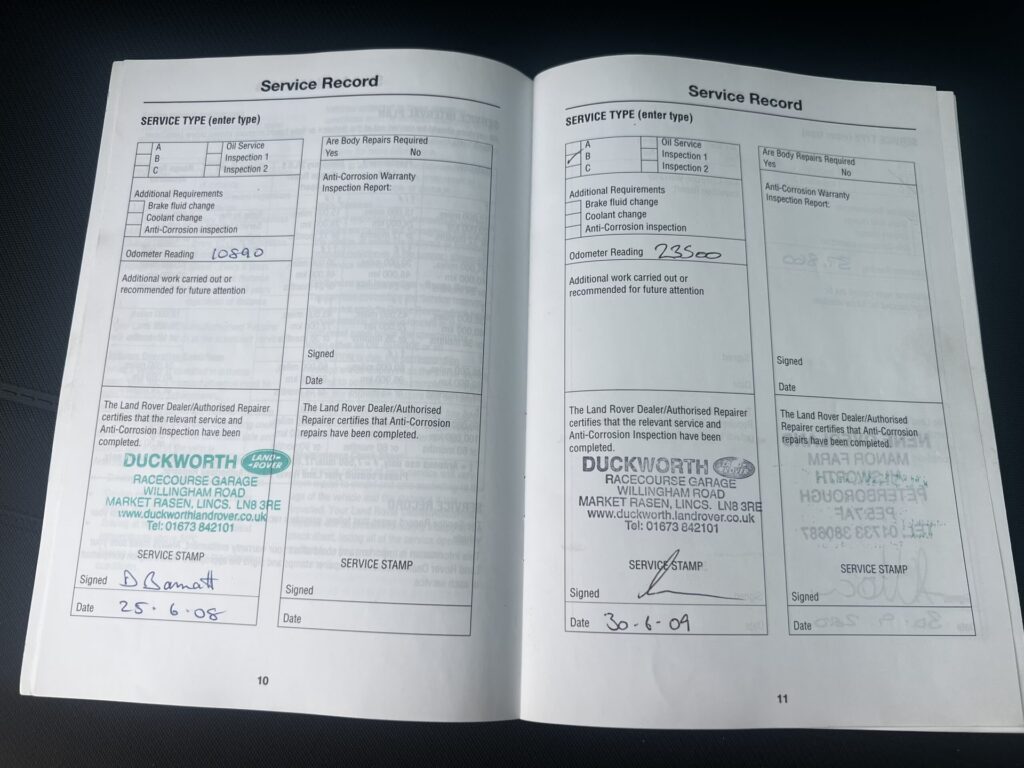 Service Record
SERVICE TYPE (enter type)
A
B
C
Oil Service
Inspection 1
Inspection 2
Additional Requirements
Brake fluid change
Coolant change
Anti-Corrosion inspection
Odometer Reading 10890
Additional work carried out or
recommended for future attention
Are Body Repairs Required
Yes No
Anti-Corrosion Warranty
Inspection Report:
Signed
Date
The Land Rover Dealer/Authorised Repairer
certifies that the relevant service and
Anti-Corrosion Inspection have been
completed.
DUCKWORTH LAND-ROVER
RACECOURSE GARAGE
WILLINGHAM ROAD
MARKET RASEN, LINCS. LN8 3RE
www.duckworthlandrover.co.uk
Tel: 01673 842101
SERVICE STAMP
Signed D Barnatt
Date 25.6.08
The Land Rover Dealer/Authorised
Repairer certifies that Anti-Corrosion
repairs have been completed.
SERVICE STAMP
Signed
Date
10
Service Record
SERVICE TYPE (enter type)
A
B
C
Oil Service
Inspection 1
Inspection 2
Additional Requirements
Brake fluid change
Coolant change
Anti-Corrosion inspection
Odometer Reading 23500
Additional work carried out or
recommended for future attention
Are Body Repairs Required
Yes No
Anti-Corrosion Warranty
Inspection Report:
Signed
Date
The Land Rover Dealer/Authorised Repairer
certifies that the relevant service and
Anti-Corrosion Inspection have been
completed.
DUCKWORTH LAND-ROVER
RACECOURSE GARAGE
WILLINGHAM ROAD
MARKET RASEN, LINCS. LN8 3RE
www.duckworth.landrover.co.uk
Tel: 01673 842101
SERVICE STAMP
Signed
Date 30-6-09
The Land Rover Dealer/Authorised
Repairer certifies that Anti-Corrosion
repairs have been completed.
SERVICE STAMP
Signed
Date
11